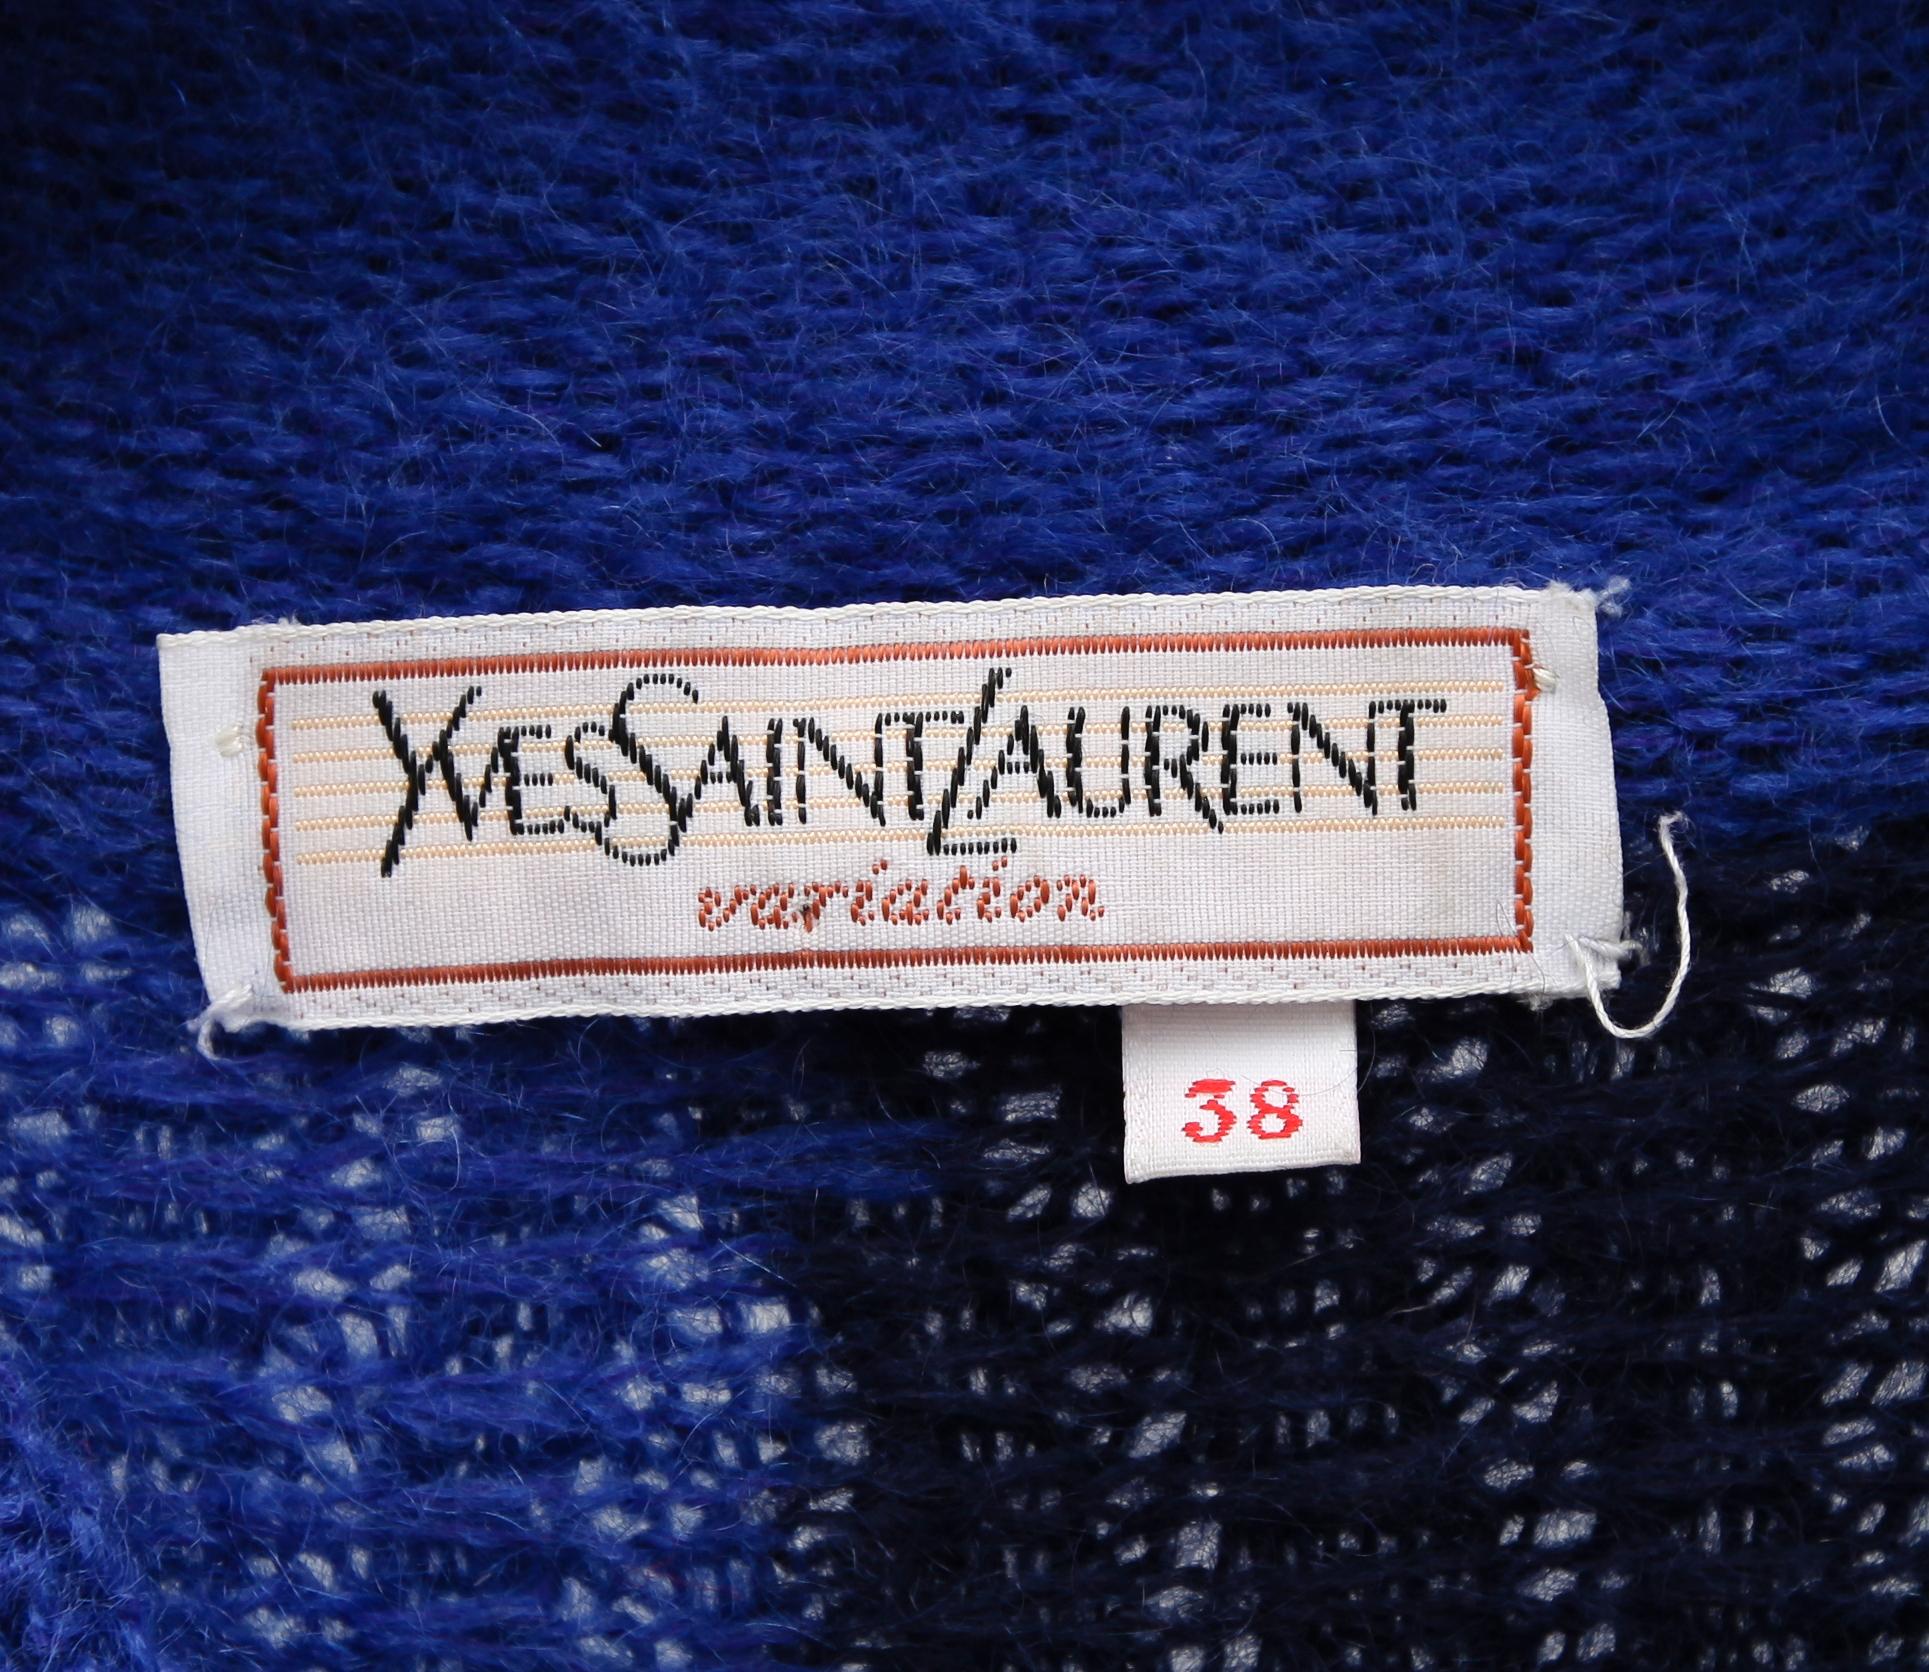 YVESSAINTLAURENT
variation
38